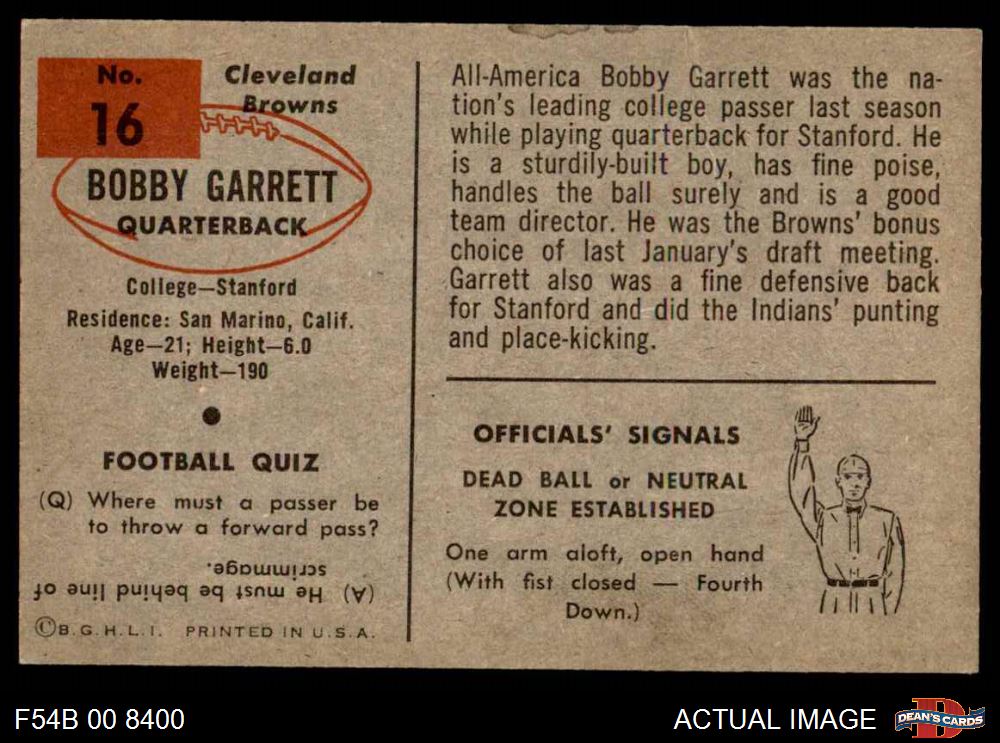 No.
16
Cleveland
Browns
BOBBY GARRETT
QUARTERBACK
College—Stanford
Residence: San Marino, Calif.
Age—21; Height—6.0
Weight—190
FOOTBALL QUIZ
(Q) Where must a passer be
to throw a forward pass?
(A) He must be behind line of
scrimmage.
©B.G.H.L.I. PRINTED IN U.S.A.
All-America Bobby Garrett was the na-
tion's leading college passer last season
while playing quarterback for Stanford. He
is a sturdily-built boy, has fine poise,
handles the ball surely and is a good
team director. He was the Browns' bonus
choice of last January's draft meeting.
Garrett also was a fine defensive back
for Stanford and did the Indians' punting
and place-kicking.
OFFICIALS' SIGNALS
DEAD BALL or NEUTRAL
ZONE ESTABLISHED
One arm aloft, open hand
(With fist closed — Fourth
Down.)
F54B 00 8400
ACTUAL IMAGE
D
DEAN'S CARDS